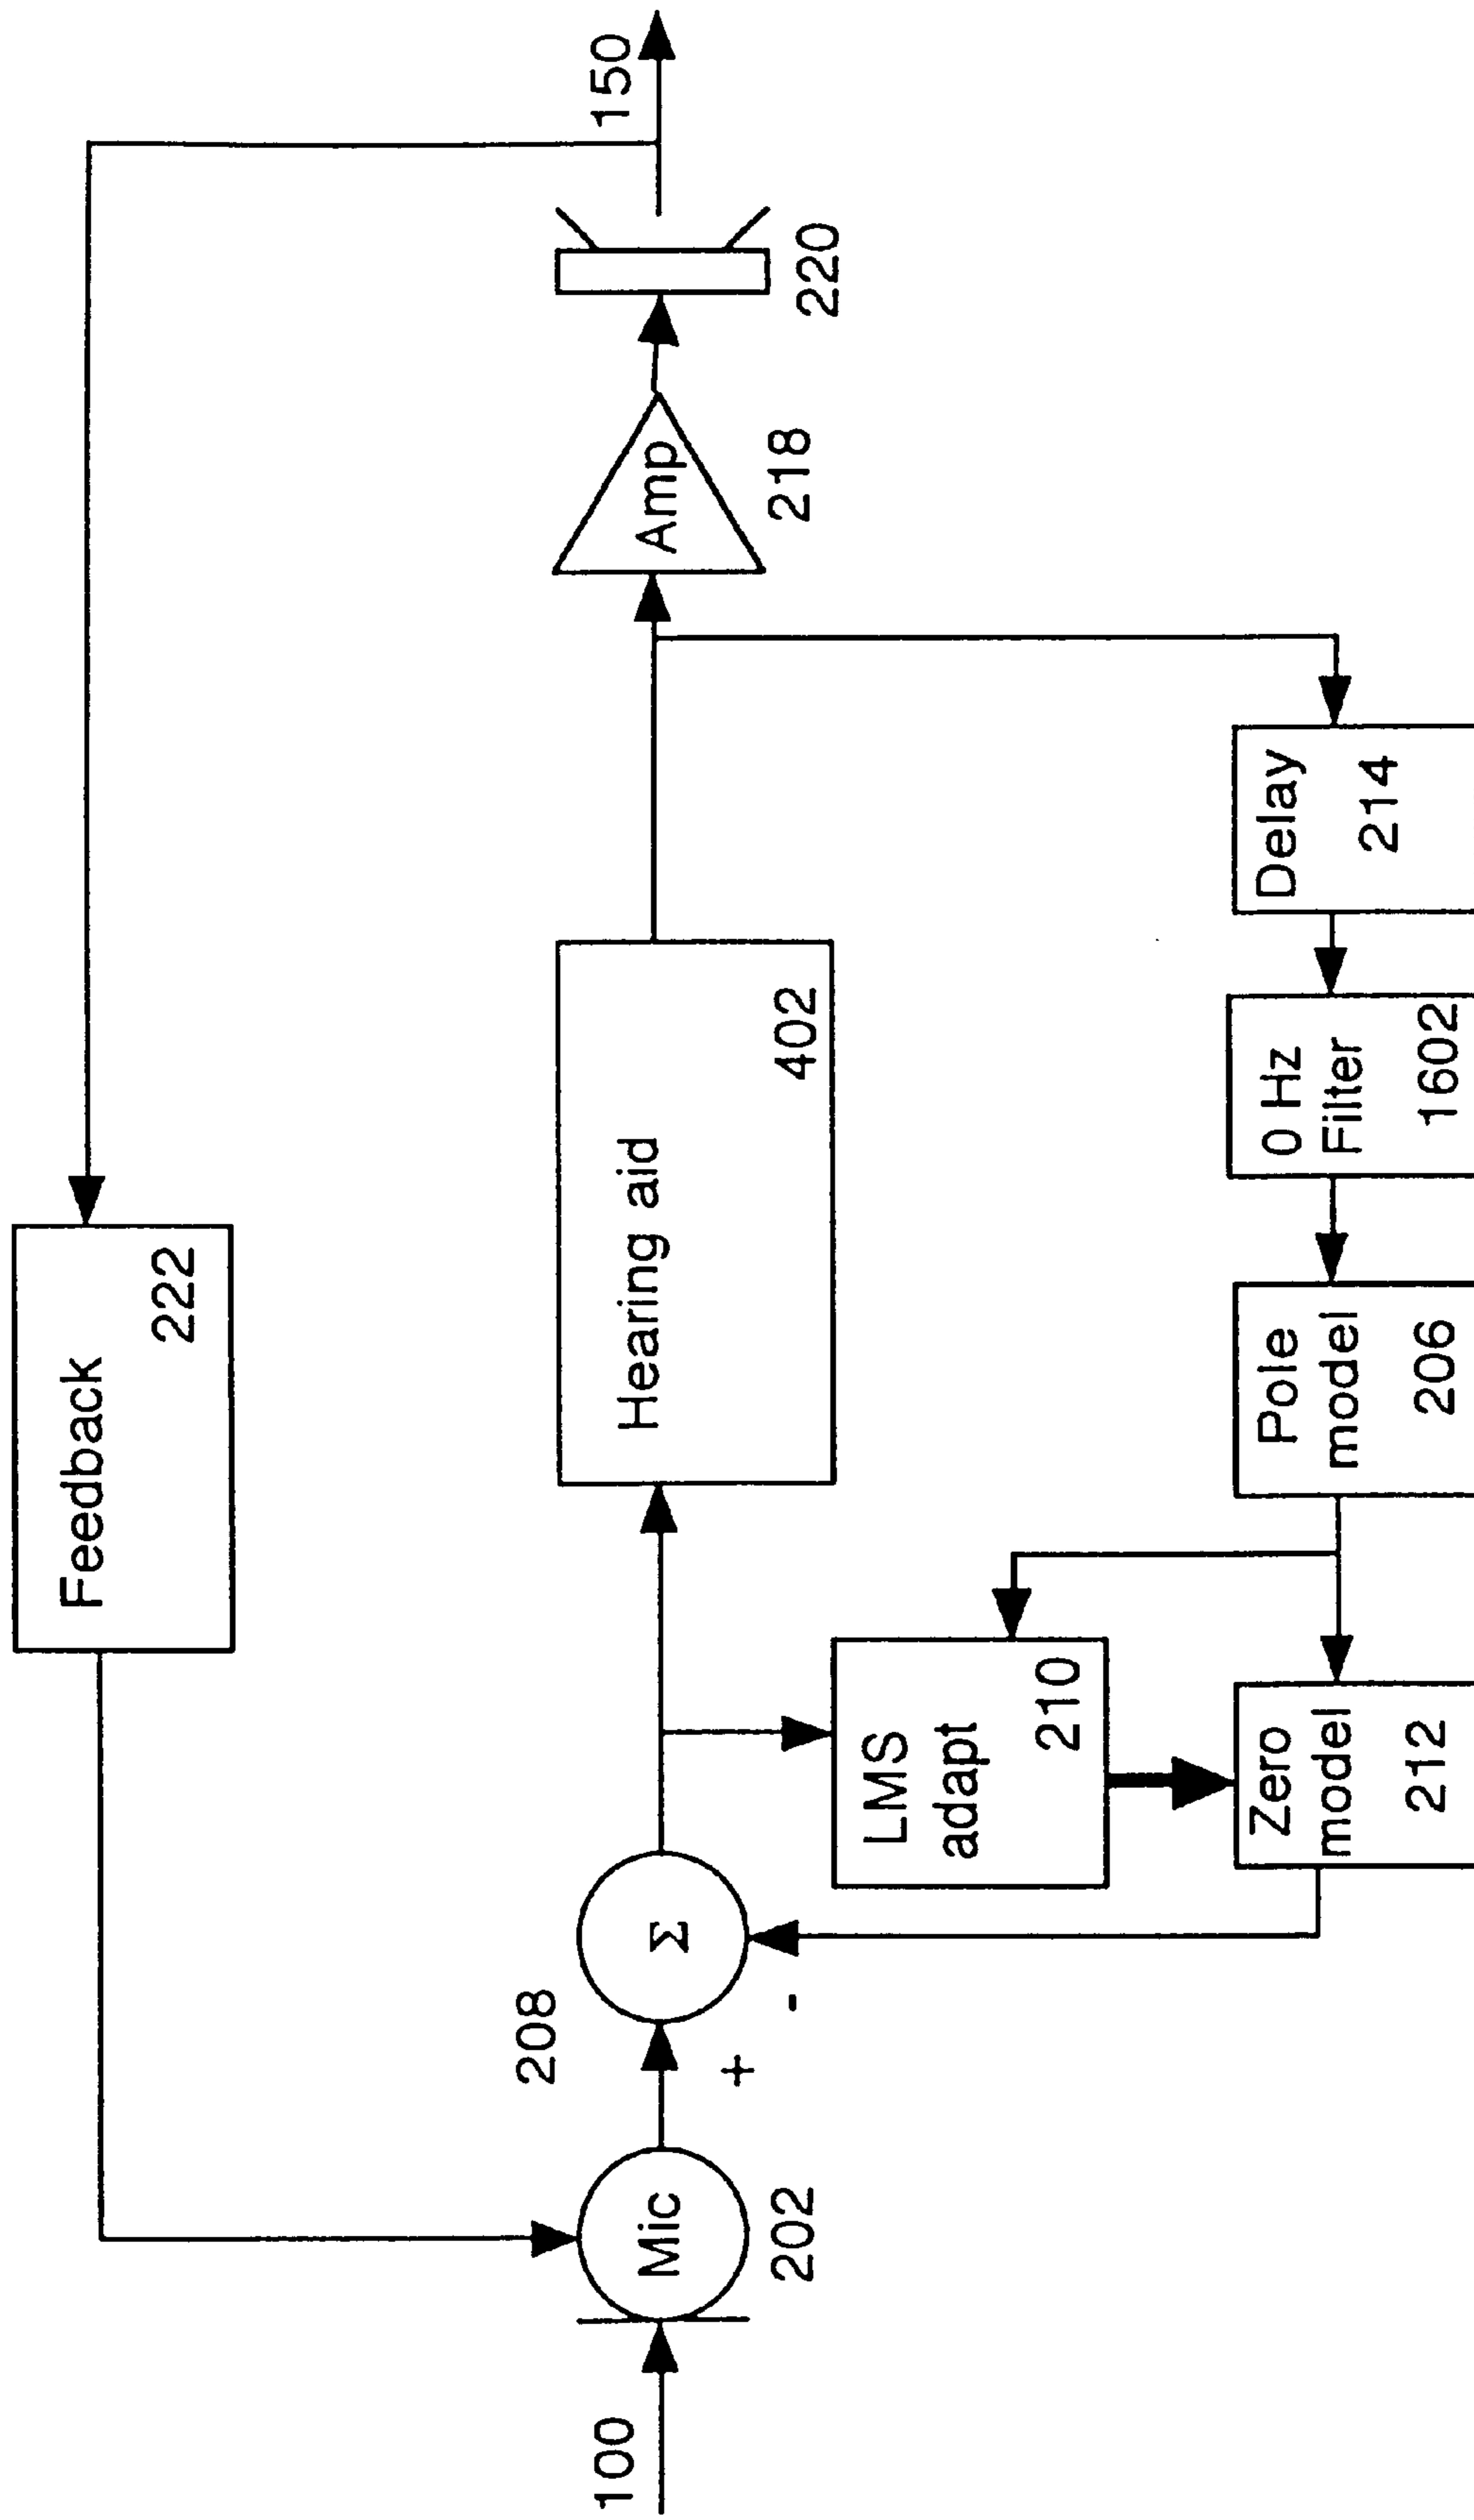 Feedback
222
100
Mic
202
208
+
-
Σ
Hearing aid
402
Amp
218
220
150
LMS
adapt
210
Zero
model
212
Pole
model
206
0 Hz
Filter
1602
Delay
214